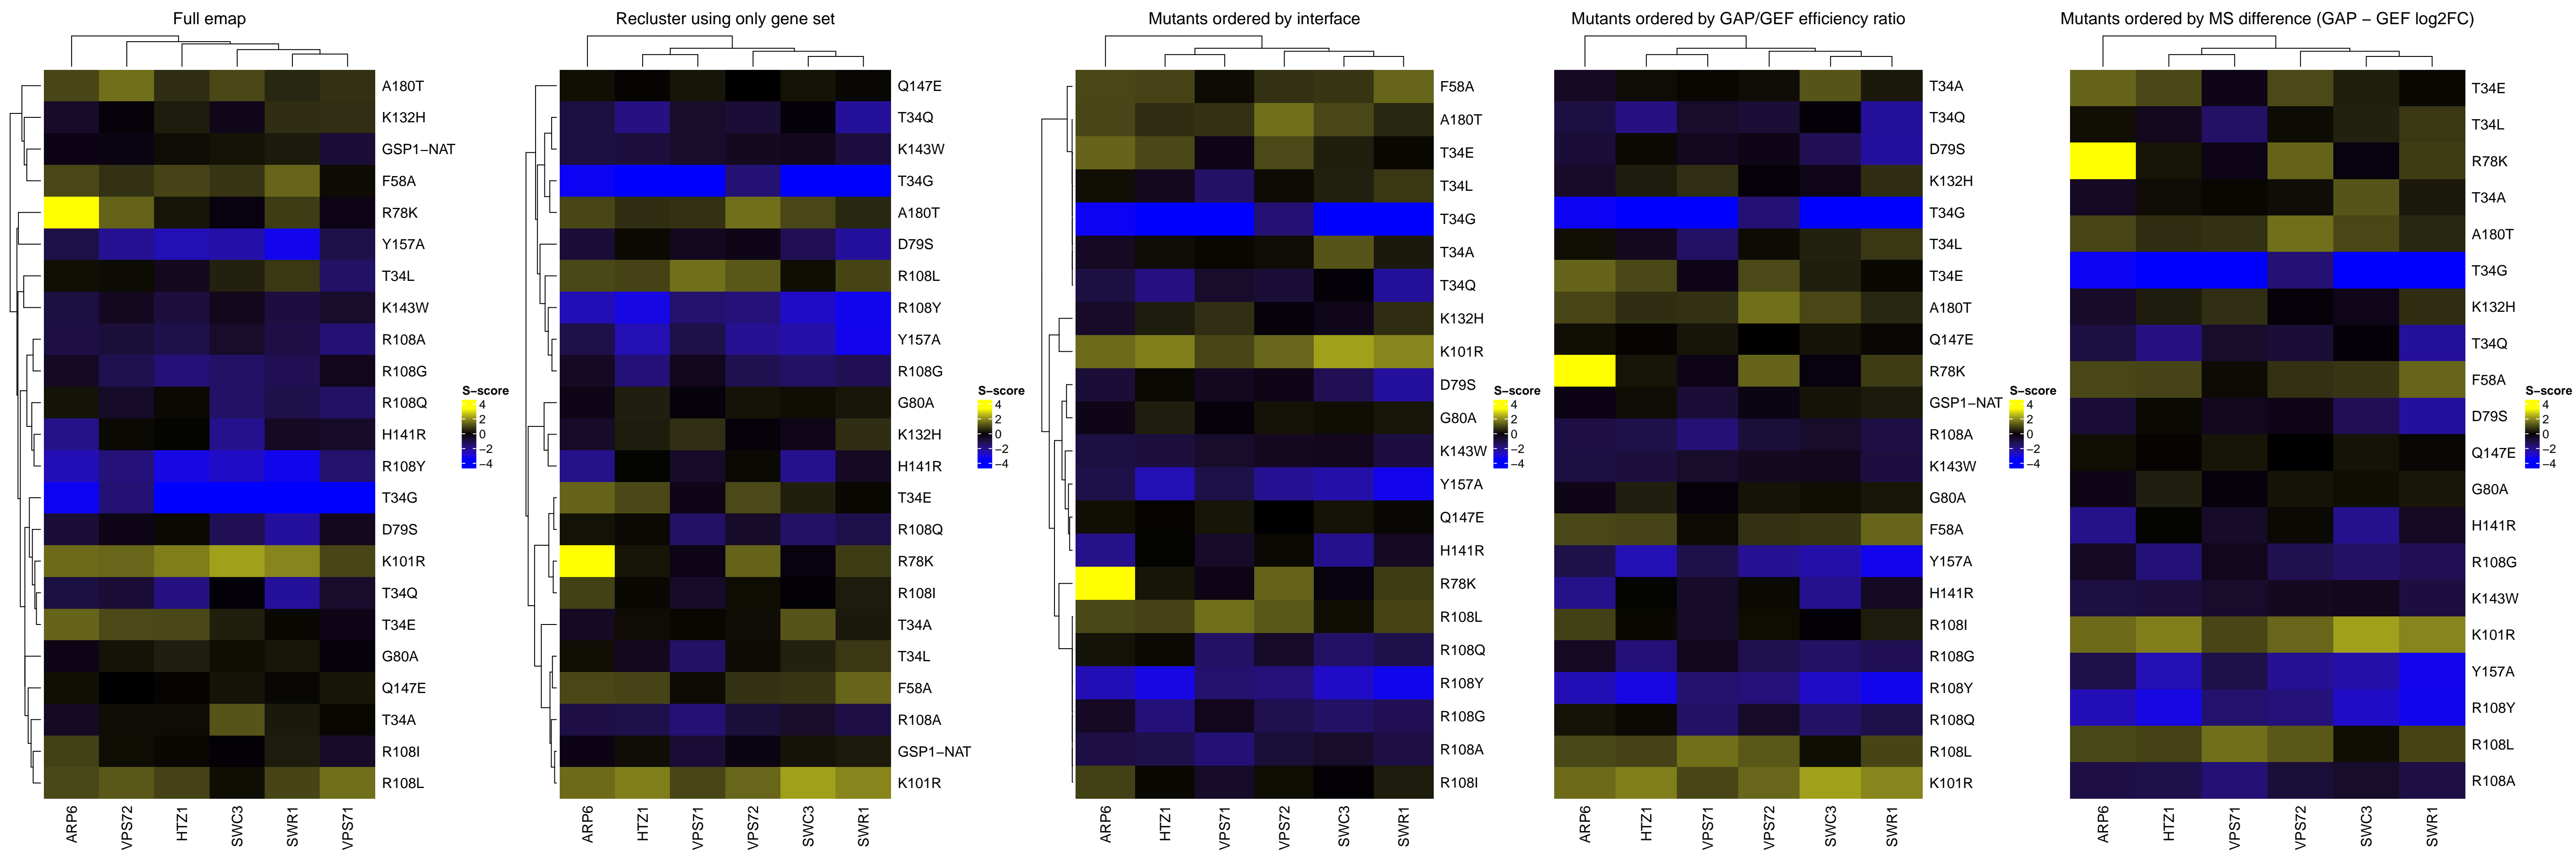 Full emap
A180T
K132H
GSP1−NAT
F58A
R78K
Y157A
T34L
K143W
R108A
R108G
R108Q
H141R
R108Y
T34G
D79S
K101R
T34Q
T34E
G80A
Q147E
T34A
R108I
R108L
ARP6
VPS72
HTZ1
SWC3
SWR1
VPS71
S−score
4
2
0
−2
−4
Recluster using only gene set
Q147E
T34Q
K143W
T34G
A180T
D79S
R108L
R108Y
Y157A
R108G
G80A
K132H
H141R
T34E
R108Q
R78K
R108I
T34A
T34L
F58A
R108A
GSP1−NAT
K101R
ARP6
HTZ1
VPS71
VPS72
SWC3
SWR1
S−score
4
2
0
−2
−4
Mutants ordered by interface
F58A
A180T
T34E
T34L
T34G
T34A
T34Q
K132H
K101R
D79S
G80A
K143W
Y157A
Q147E
H141R
R78K
R108L
R108Q
R108Y
R108G
R108A
R108I
ARP6
HTZ1
VPS71
VPS72
SWC3
SWR1
S−score
4
2
0
−2
−4
Mutants ordered by GAP/GEF efficiency ratio
T34A
T34Q
D79S
K132H
T34G
T34L
T34E
A180T
Q147E
R78K
GSP1−NAT
R108A
K143W
G80A
F58A
Y157A
H141R
R108I
R108G
R108Y
R108Q
R108L
K101R
ARP6
HTZ1
VPS71
VPS72
SWC3
SWR1
S−score
4
2
0
−2
−4
Mutants ordered by MS difference (GAP − GEF log2FC)
T34E
T34L
R78K
T34A
A180T
T34G
K132H
T34Q
F58A
D79S
Q147E
G80A
H141R
R108G
K143W
K101R
Y157A
R108Y
R108L
R108A
ARP6
HTZ1
VPS71
VPS72
SWC3
SWR1
S−score
4
2
0
−2
−4